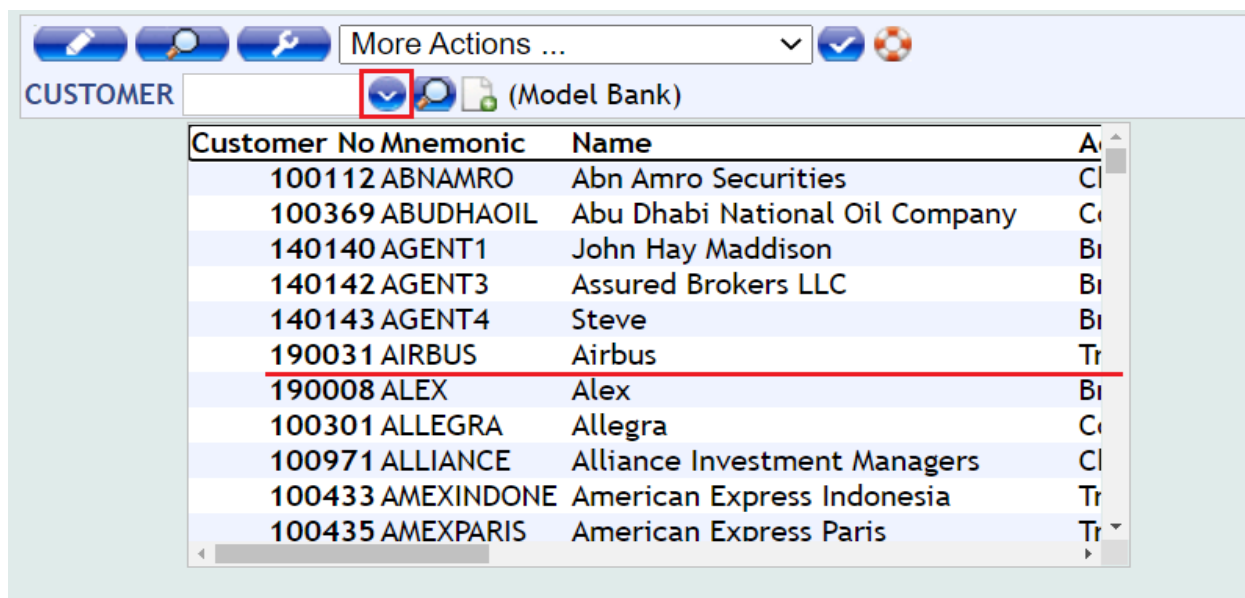 More Actions ...
CUSTOMER (Model Bank)
Customer No Mnemonic Name
100112 ABNAMRO Abn Amro Securities
100369 ABUDHAOIL Abu Dhabi National Oil Company
140140 AGENT1 John Hay Maddison
140142 AGENT3 Assured Brokers LLC
140143 AGENT4 Steve
190031 AIRBUS Airbus Tr
190008 ALEX Alex
100301 ALLEGRA Allegra
100971 ALLIANCE Alliance Investment Managers
100433 AMEXINDONE American Express Indonesia Tr
100435 AMEXPARIS American Express Paris Tr